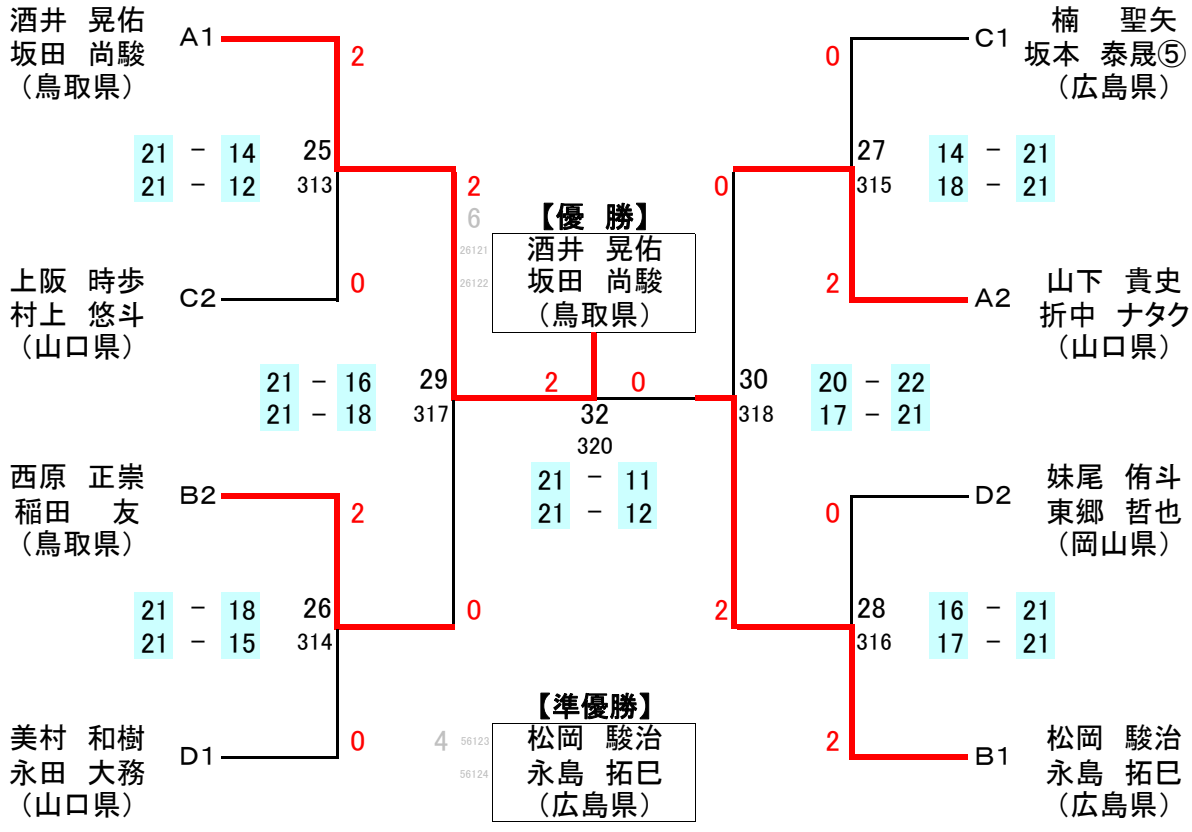 酒井 晃佑
坂田 尚駿
（鳥取県）
A1
2
21 － 14
21 － 12
25
313
上阪 時歩
村上 悠斗
（山口県）
C2
0
2
6
26121
26122
21 － 16
21 － 18
29
317
西原 正崇
稲田 友
（鳥取県）
B2
2
21 － 18
21 － 15
26
314
0
美村 和樹
永田 大務
（山口県）
D1
0
【優 勝】
酒井 晃佑
坂田 尚駿
（鳥取県）
2
0
32
320
21 － 11
21 － 12
【準優勝】
4
56123
56124
松岡 駿治
永島 拓巳
（広島県）
楠 聖矢
坂本 泰晟⑤
（広島県）
C1
0
27
315
14 － 21
18 － 21
0
山下 貴史
折中 ナタク
（山口県）
A2
2
30
318
20 － 22
17 － 21
妹尾 侑斗
東郷 哲也
（岡山県）
D2
0
28
316
16 － 21
17 － 21
2
松岡 駿治
永島 拓巳
（広島県）
B1
2